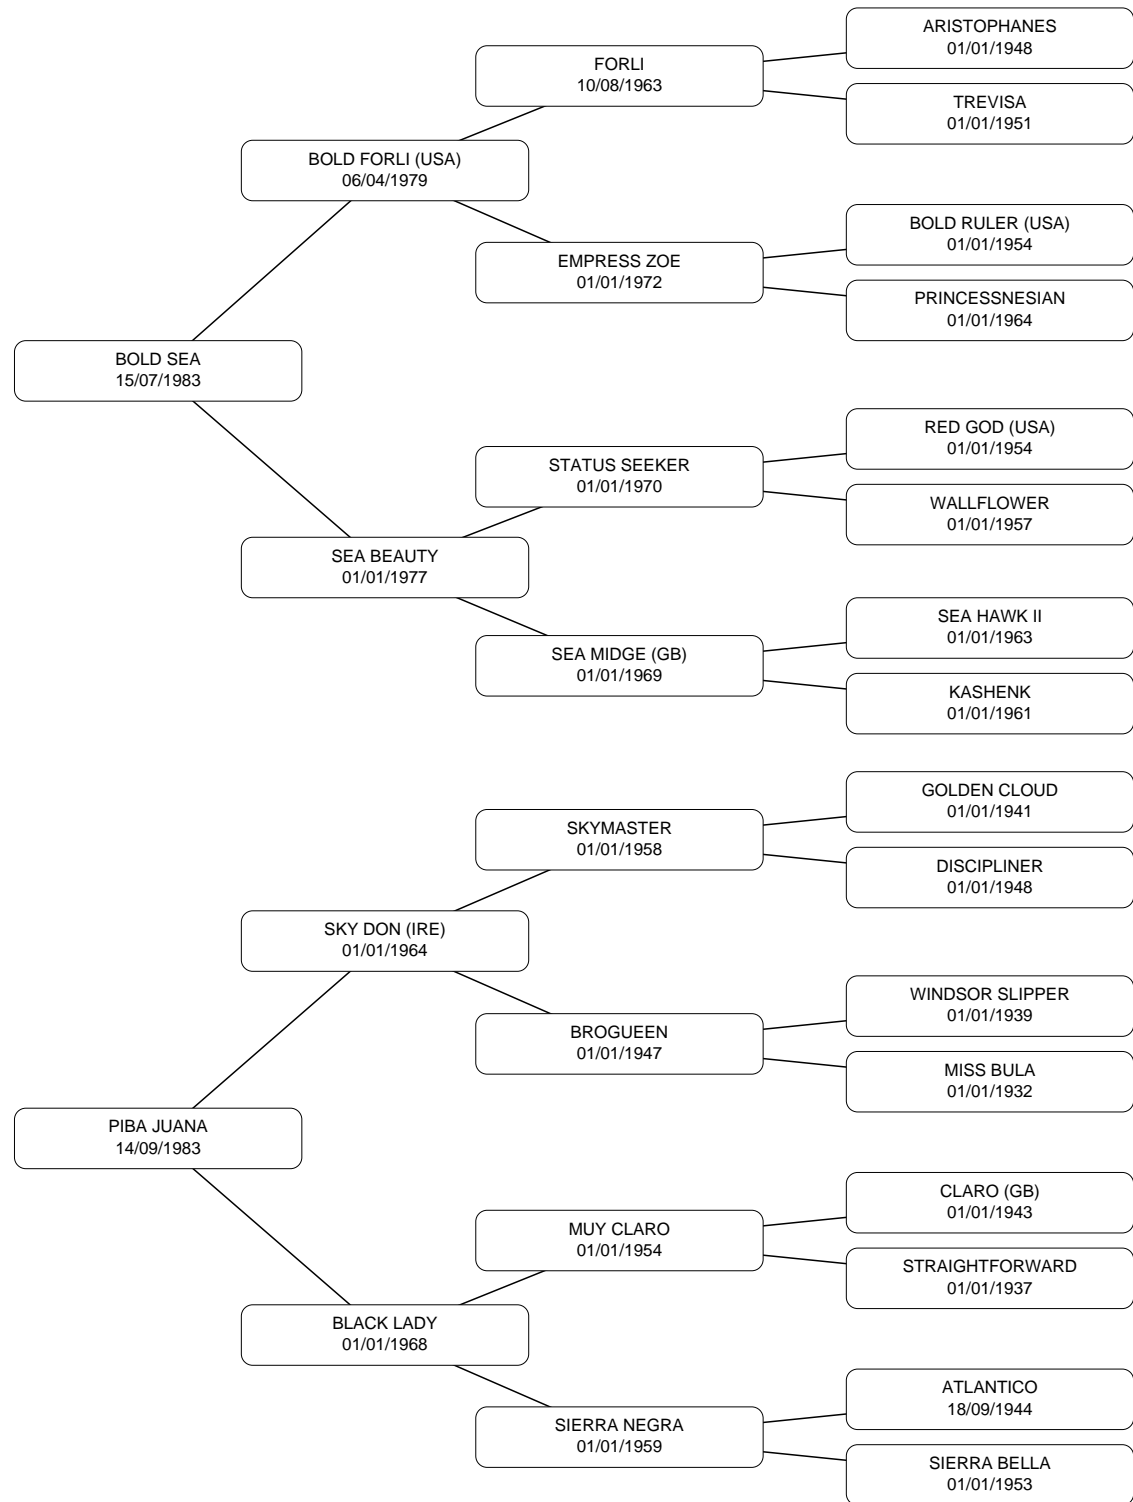 ARISTOPHANES
01/01/1948
FORLI
10/08/1963
TREVISA
01/01/1951
BOLD FORLI (USA)
06/04/1979
BOLD RULER (USA)
01/01/1954
EMPRESS ZOE
01/01/1972
PRINCESSNESIAN
01/01/1964
BOLD SEA
15/07/1983
RED GOD (USA)
01/01/1954
STATUS SEEKER
01/01/1970
WALLFLOWER
01/01/1957
SEA BEAUTY
01/01/1977
SEA HAWK II
01/01/1963
SEA MIDGE (GB)
01/01/1969
KASHENK
01/01/1961
GOLDEN CLOUD
01/01/1941
SKYMASTER
01/01/1958
DISCIPLINER
01/01/1948
SKY DON (IRE)
01/01/1964
WINDSOR SLIPPER
01/01/1939
BROGUEEN
01/01/1947
MISS BULA
01/01/1932
PIBA JUANA
14/09/1983
CLARO (GB)
01/01/1943
MUY CLARO
01/01/1954
STRAIGHTFORWARD
01/01/1937
BLACK LADY
01/01/1968
ATLANTICO
18/09/1944
SIERRA NEGRA
01/01/1959
SIERRA BELLA
01/01/1953